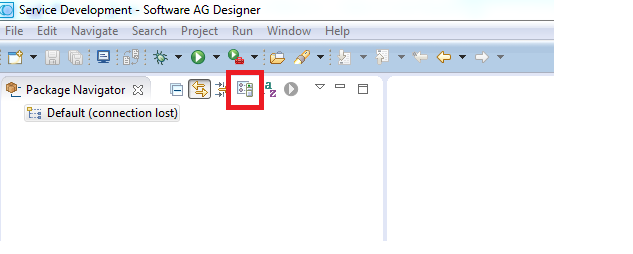 Service Development - Software AG Designer
File Edit Navigate Search Project Run Window Help
Package Navigator
Default (connection lost)